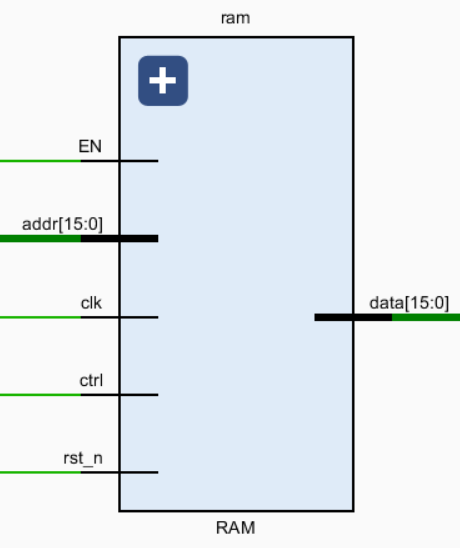 ram
EN
addr[15:0]
clk
data[15:0]
ctrl
rst_n
RAM